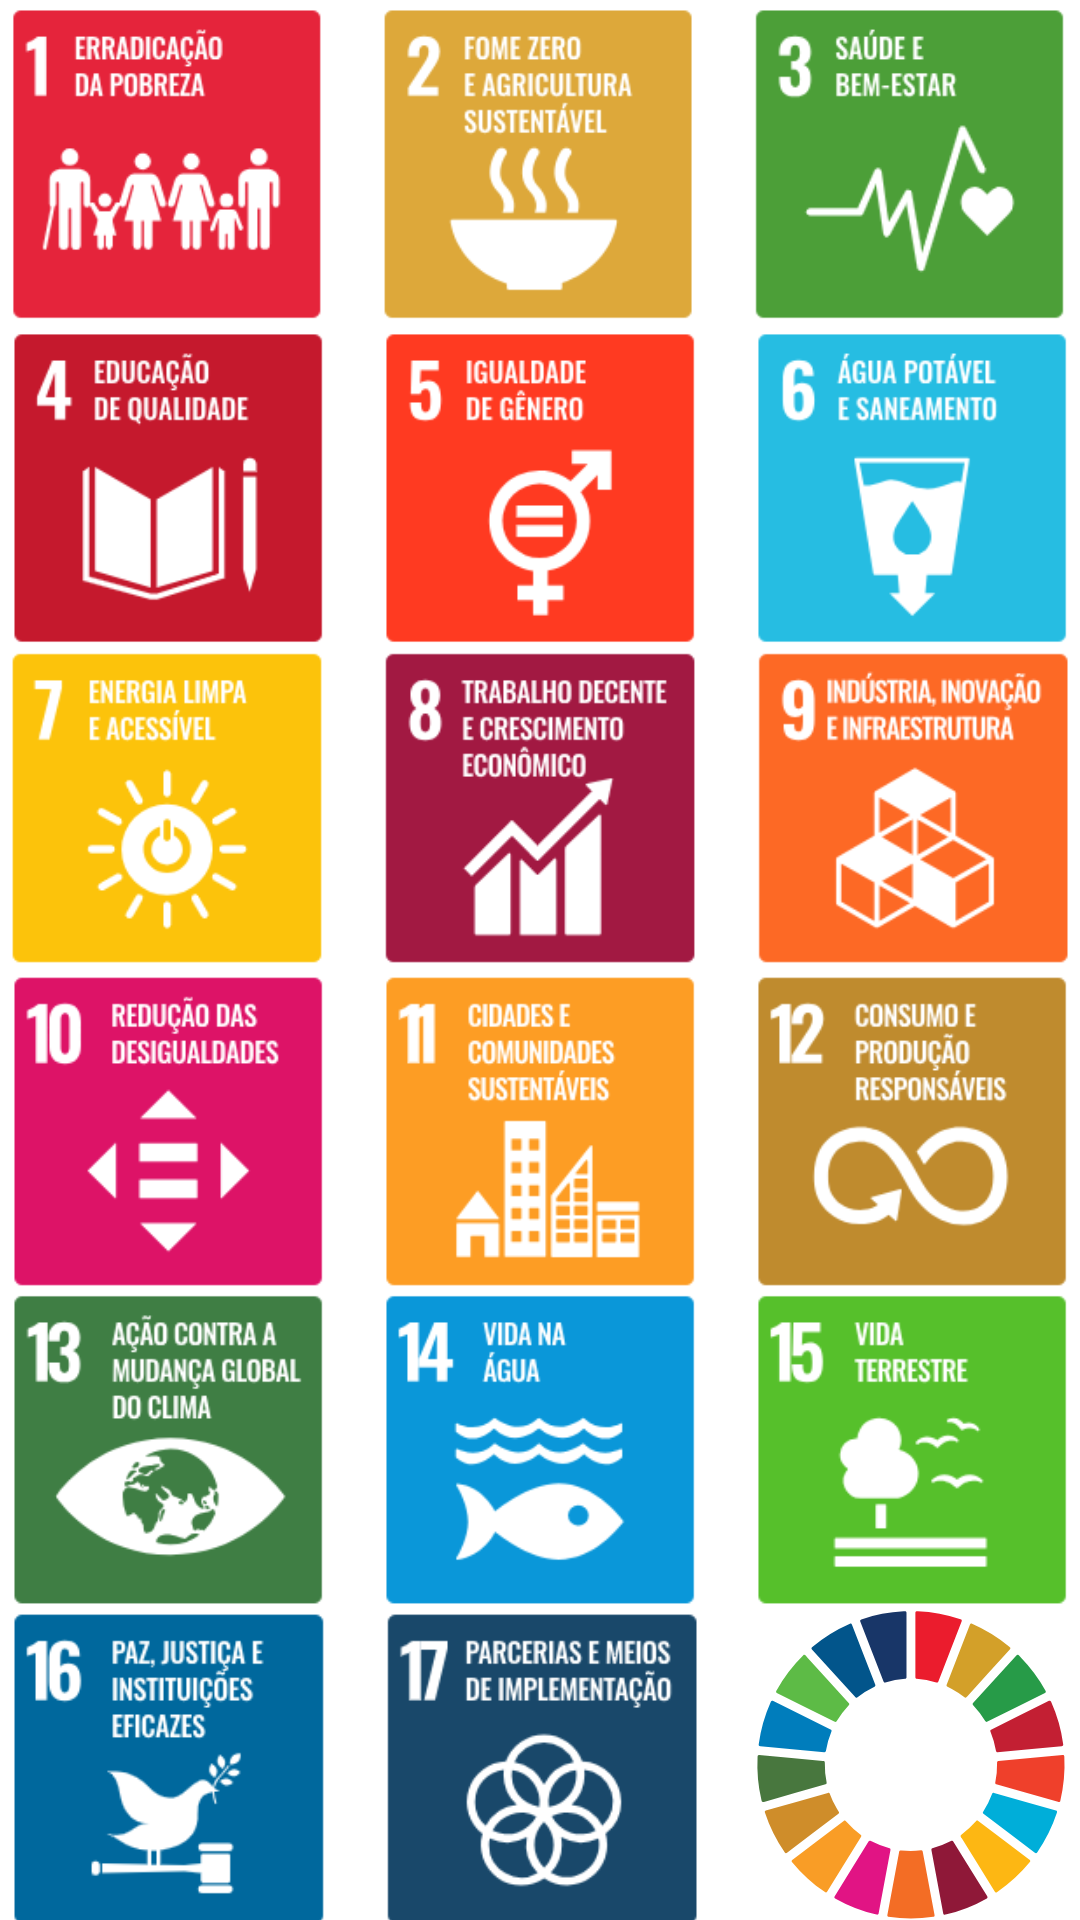 1 ERRADICAÇÃO
DA POBREZA
2 FOME ZERO
E AGRICULTURA
SUSTENTÁVEL
3 SAÚDE E
BEM-ESTAR
4 EDUCAÇÃO
DE QUALIDADE
5 IGUALDADE
DE GÊNERO
6 ÁGUA POTÁVEL
E SANEAMENTO
7 ENERGIA LIMPA
E ACESSÍVEL
8 TRABALHO DECENTE
E CRESCIMENTO
ECONÔMICO
9 INDÚSTRIA, INOVAÇÃO
E INFRAESTRUTURA
10 REDUÇÃO DAS
DESIGUALDADES
11 CIDADES E
COMUNIDADES
SUSTENTÁVEIS
12 CONSUMO E
PRODUÇÃO
RESPONSÁVEIS
13 AÇÃO CONTRA A
MUDANÇA GLOBAL
DO CLIMA
14 VIDA NA
ÁGUA
15 VIDA
TERRESTRE
16 PAZ, JUSTIÇA E
INSTITUIÇÕES
EFICAZES
17 PARCERIAS E MEIOS
DE IMPLEMENTAÇÃO